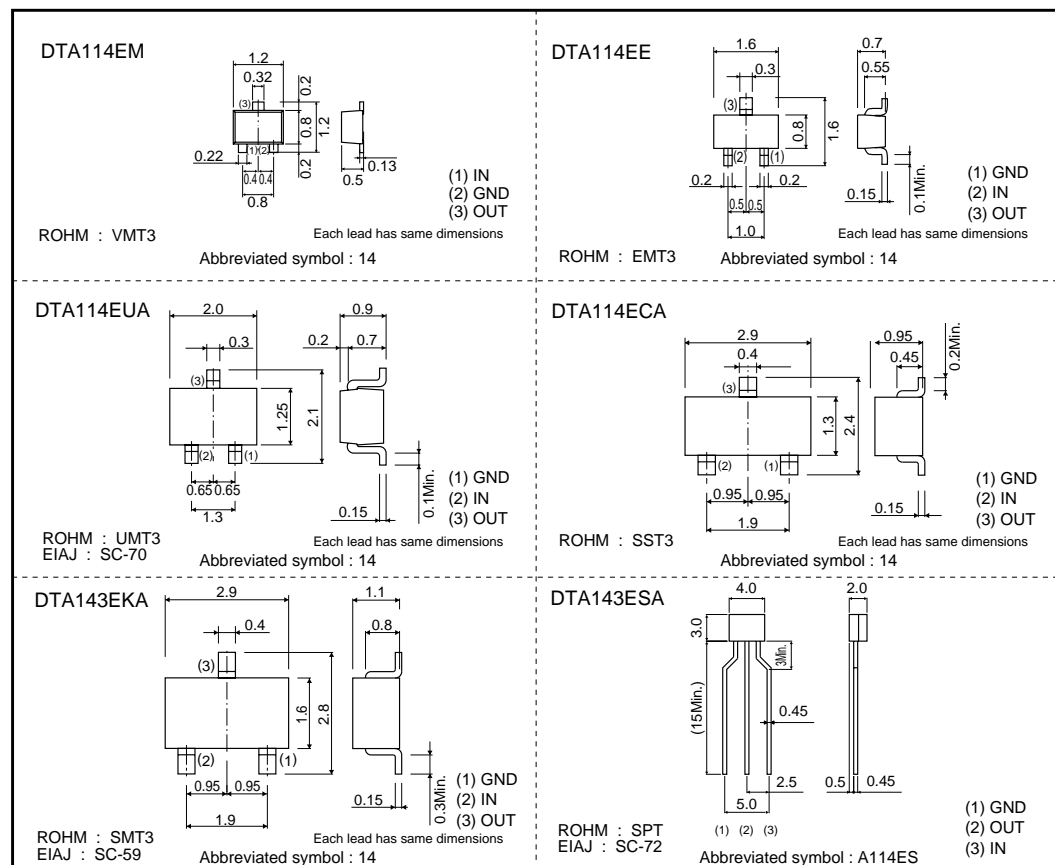 DTA114EM
1.2
0.32
0.2
(3)
0.8
1.2
(1) (2)
0.22
0.2
0.13
0.4 0.4
0.5
0.8
(1) IN
(2) GND
(3) OUT
ROHM : VMT3
Each lead has same dimensions
Abbreviated symbol : 14
DTA114EE
1.6
0.7
0.3
0.55
(3)
0.8
1.6
(2) (1)
0.2 0.2
0.15
0.1Min.
0.5 0.5
1.0
(1) GND
(2) IN
(3) OUT
ROHM : EMT3
Each lead has same dimensions
Abbreviated symbol : 14
DTA114EUA
2.0
0.9
0.3
0.2 0.7
(3)
1.25
2.1
(2) (1)
0.65 0.65
1.3
0.15
0.1Min.
(1) GND
(2) IN
(3) OUT
ROHM : UMT3
EIAJ : SC-70
Each lead has same dimensions
Abbreviated symbol : 14
DTA114ECA
2.9
0.95
0.4
0.45
0.2Min.
(3)
1.3
2.4
(2) (1)
0.95 0.95
1.9
0.15
(1) GND
(2) IN
(3) OUT
ROHM : SST3
Each lead has same dimensions
Abbreviated symbol : 14
DTA143EKA
2.9
1.1
0.4
0.8
(3)
1.6
2.8
(2) (1)
0.95 0.95
1.9
0.15
0.3Min.
(1) GND
(2) IN
(3) OUT
ROHM : SMT3
EIAJ : SC-59
Each lead has same dimensions
Abbreviated symbol : 14
DTA143ESA
4.0
2.0
3.0
3Min.
(15Min.)
0.45
2.5
0.5 0.45
5.0
(1) (2) (3)
(1) GND
(2) OUT
(3) IN
ROHM : SPT
EIAJ : SC-72
Abbreviated symbol : A114ES